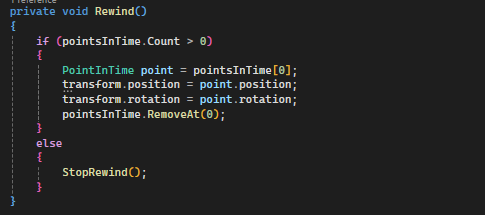 1 reference
private void Rewind()
{
if (pointsInTime.Count > 0)
{
PointInTime point = pointsInTime[0];
transform.position = point.position;
transform.rotation = point.rotation;
pointsInTime.RemoveAt(0);
}
else
{
StopRewind();
}
}